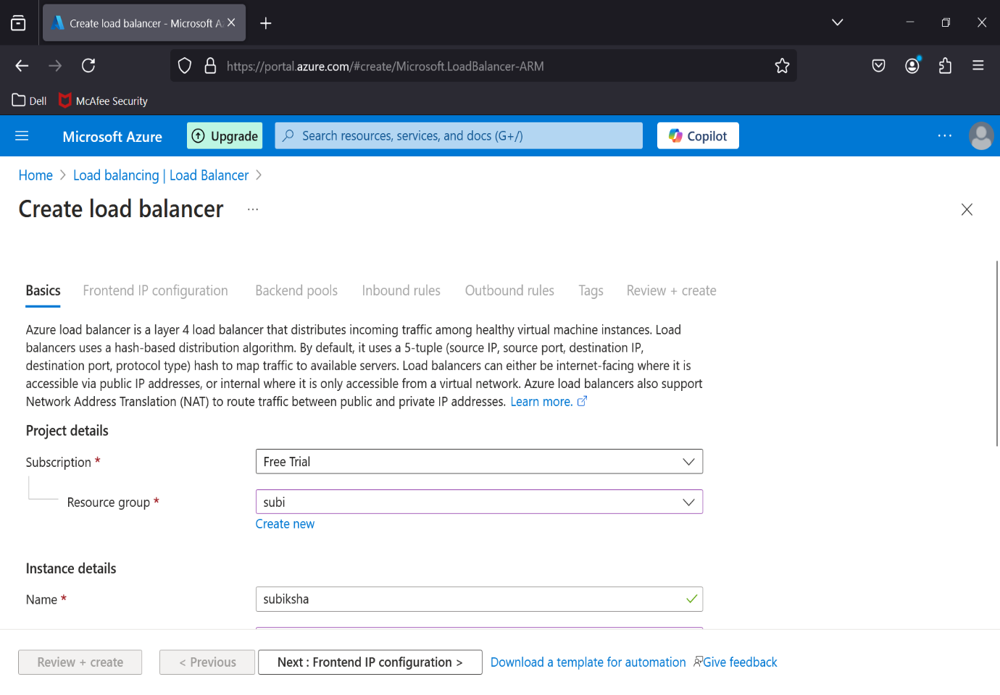 Create load balancer - Microsoft A
https://portal.azure.com/#create/Microsoft.LoadBalancer-ARM
Dell McAfee Security
Microsoft Azure Upgrade Search resources, services, and docs (G+/) Copilot
Home > Load balancing | Load Balancer >
Create load balancer ...
Basics Frontend IP configuration Backend pools Inbound rules Outbound rules Tags Review + create
Azure load balancer is a layer 4 load balancer that distributes incoming traffic among healthy virtual machine instances. Load
balancers uses a hash-based distribution algorithm. By default, it uses a 5-tuple (source IP, source port, destination IP,
destination port, protocol type) hash to map traffic to available servers. Load balancers can either be internet-facing where it is
accessible via public IP addresses, or internal where it is only accessible from a virtual network. Azure load balancers also support
Network Address Translation (NAT) to route traffic between public and private IP addresses. Learn more.
Project details
Subscription * Free Trial
Resource group * subi
Create new
Instance details
Name * subiksha
Review + create < Previous Next : Frontend IP configuration > Download a template for automation Give feedback